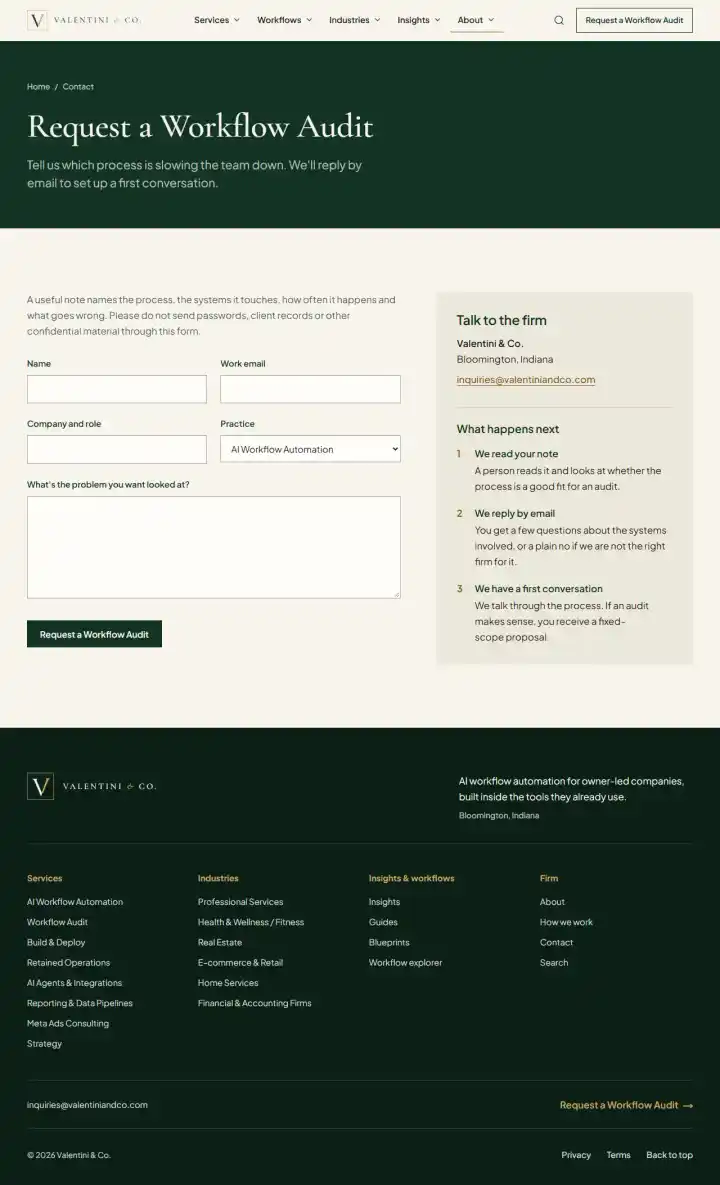 V VALENTINI & CO.
Services Workflows Industries Insights About
Request a Workflow Audit
Home / Contact
Request a Workflow Audit
Tell us which process is slowing the team down. We'll reply by
email to set up a first conversation.
A useful note names the process, the systems it touches, how often it happens and
what goes wrong. Please do not send passwords, client records or other
confidential material through this form.
Name
Work email
Company and role
Practice
AI Workflow Automation
What's the problem you want looked at?
Request a Workflow Audit
Talk to the firm
Valentini & Co.
Bloomington, Indiana
inquiries@valentiniandco.com
What happens next
1 We read your note
A person reads it and looks at whether the
process is a good fit for an audit.
2 We reply by email
You get a few questions about the systems
involved, or a plain no if we are not the right
firm for it.
3 We have a first conversation
We talk through the process. If an audit
makes sense, you receive a fixed-
scope proposal.
V VALENTINI & CO.
AI workflow automation for owner-led companies,
built inside the tools they already use.
Bloomington, Indiana
Services
AI Workflow Automation
Workflow Audit
Build & Deploy
Retained Operations
AI Agents & Integrations
Reporting & Data Pipelines
Meta Ads Consulting
Strategy
Industries
Professional Services
Health & Wellness / Fitness
Real Estate
E-commerce & Retail
Home Services
Financial & Accounting Firms
Insights & workflows
Insights
Guides
Blueprints
Workflow explorer
Firm
About
How we work
Contact
Search
inquiries@valentiniandco.com
Request a Workflow Audit →
© 2026 Valentini & Co.
Privacy Terms Back to top